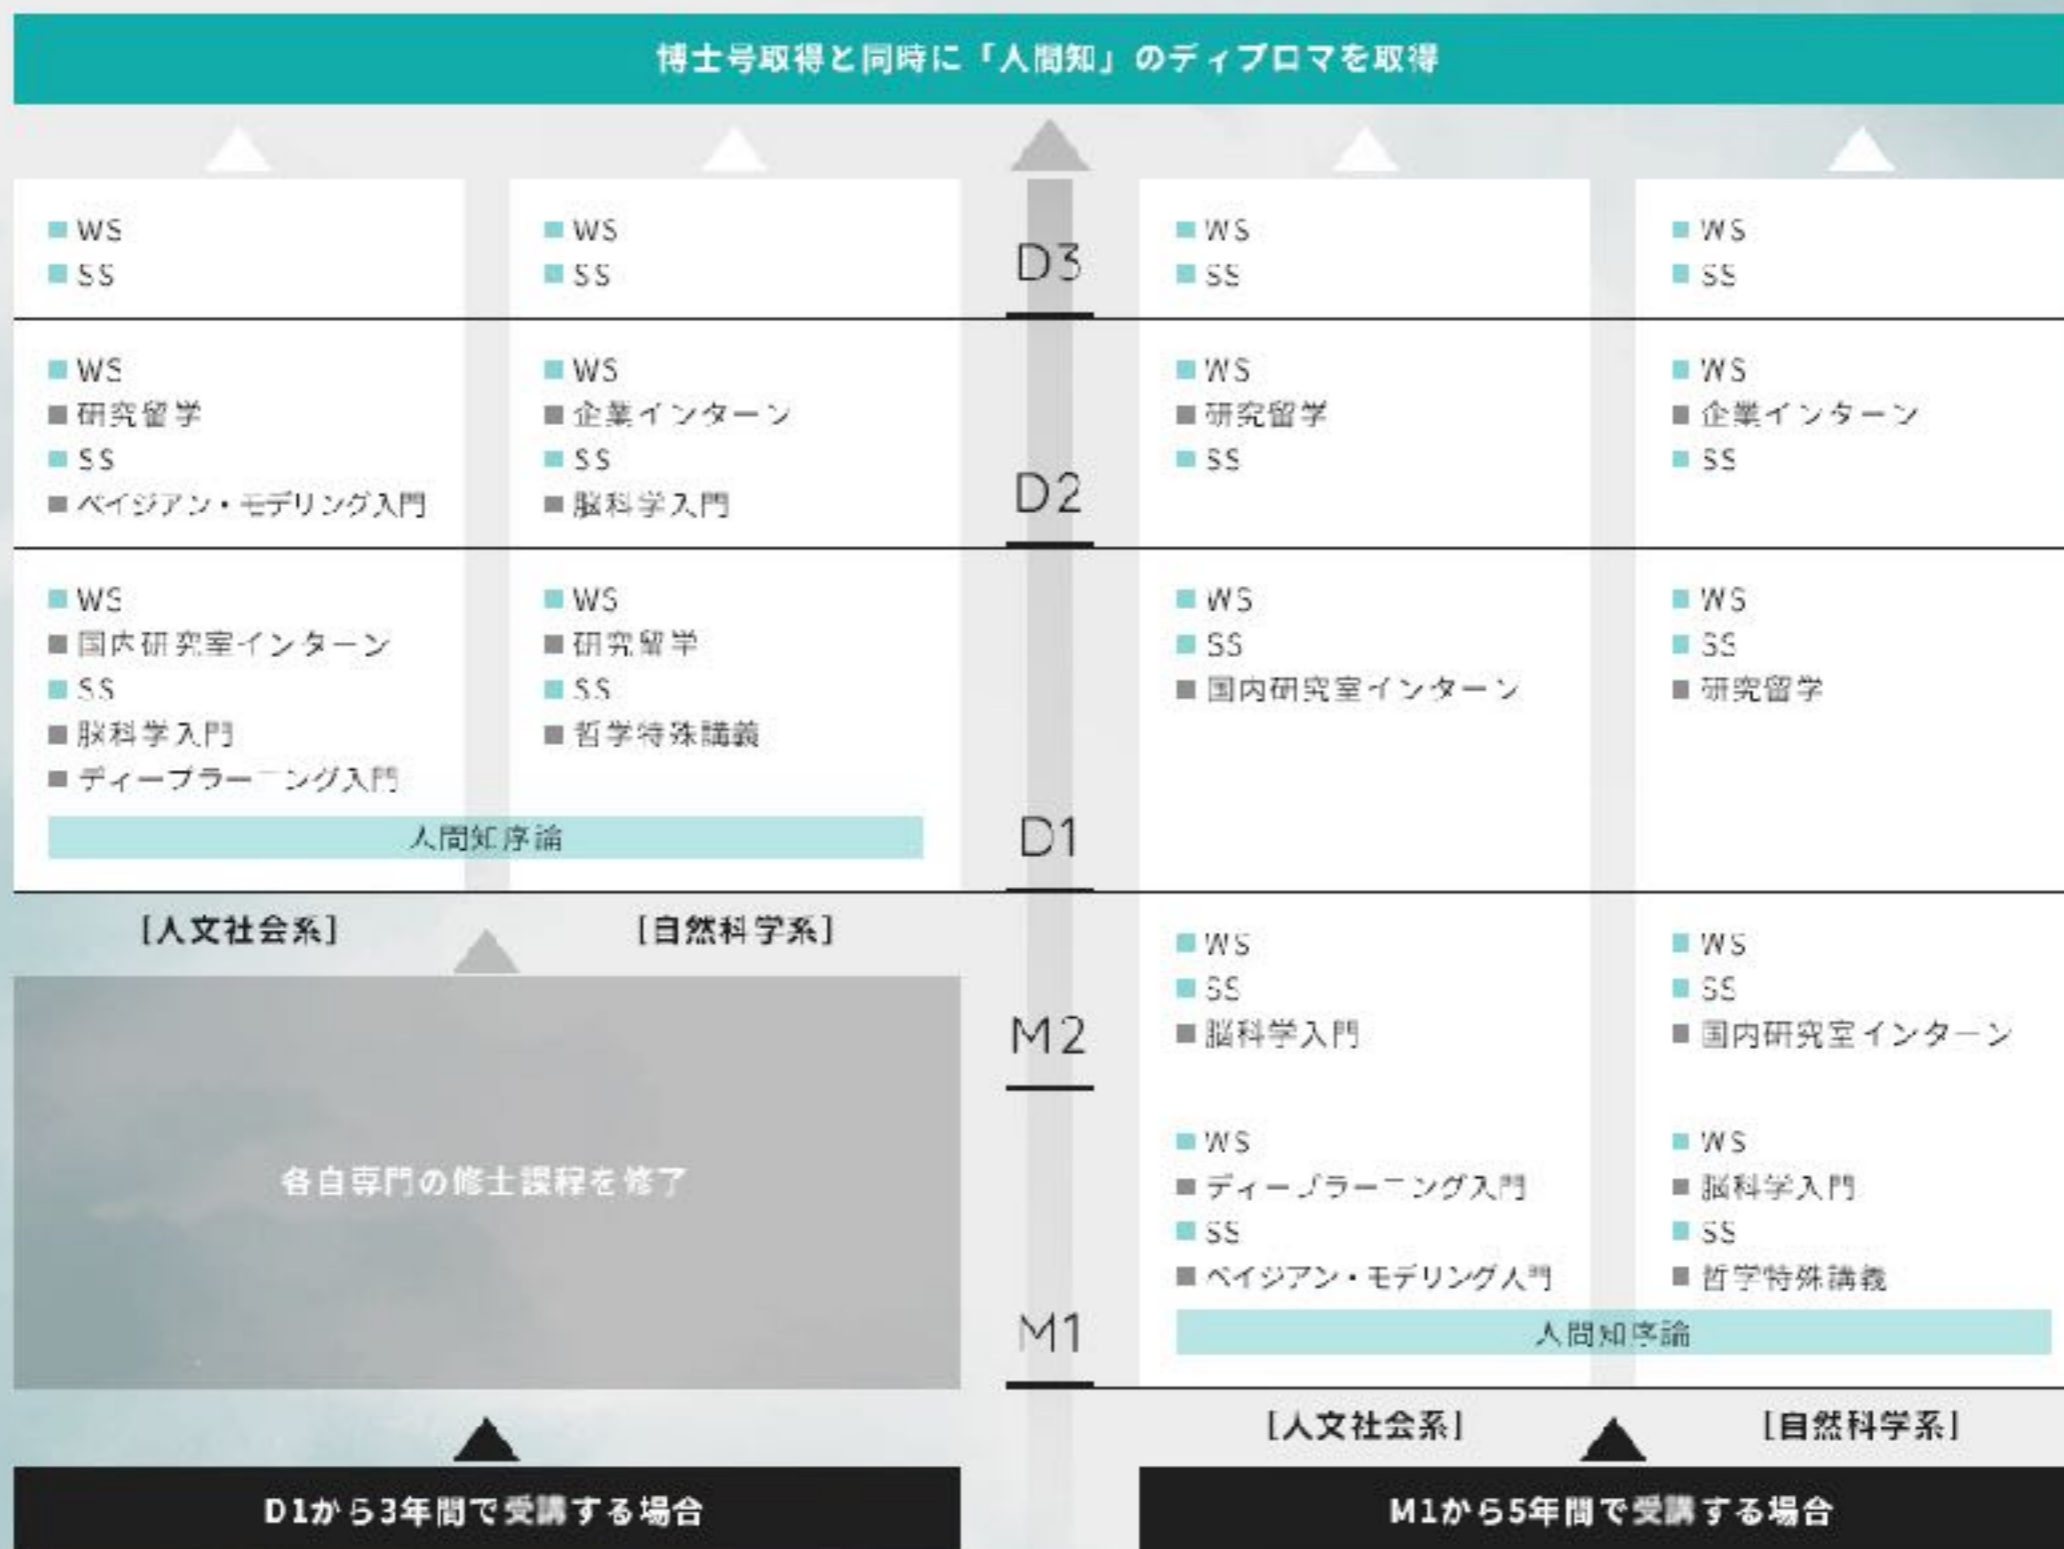 博士号取得と同時に「人間知」のディプロマを取得
WS
SS
WS
SS
D3
WS
SS
WS
SS
WS
研究留学
SS
ベイジアン・モデリング入門
WS
企業インターン
SS
脳科学入門
D2
WS
研究留学
SS
WS
企業インターン
SS
WS
国内研究室インターン
SS
脳科学入門
ディープラーニング入門
WS
研究留学
SS
哲学特殊講義
人間知序論
D1
WS
SS
国内研究室インターン
WS
SS
研究留学
[人文社会系]
[自然科学系]
各自専門の修士課程を修了
M2
WS
SS
脳科学入門
WS
SS
国内研究室インターン
M1
WS
ディープラーニング入門
SS
ベイジアン・モデリング入門
WS
脳科学入門
SS
哲学特殊講義
人間知序論
[人文社会系]
[自然科学系]
D1から3年間で受講する場合
M1から5年間で受講する場合